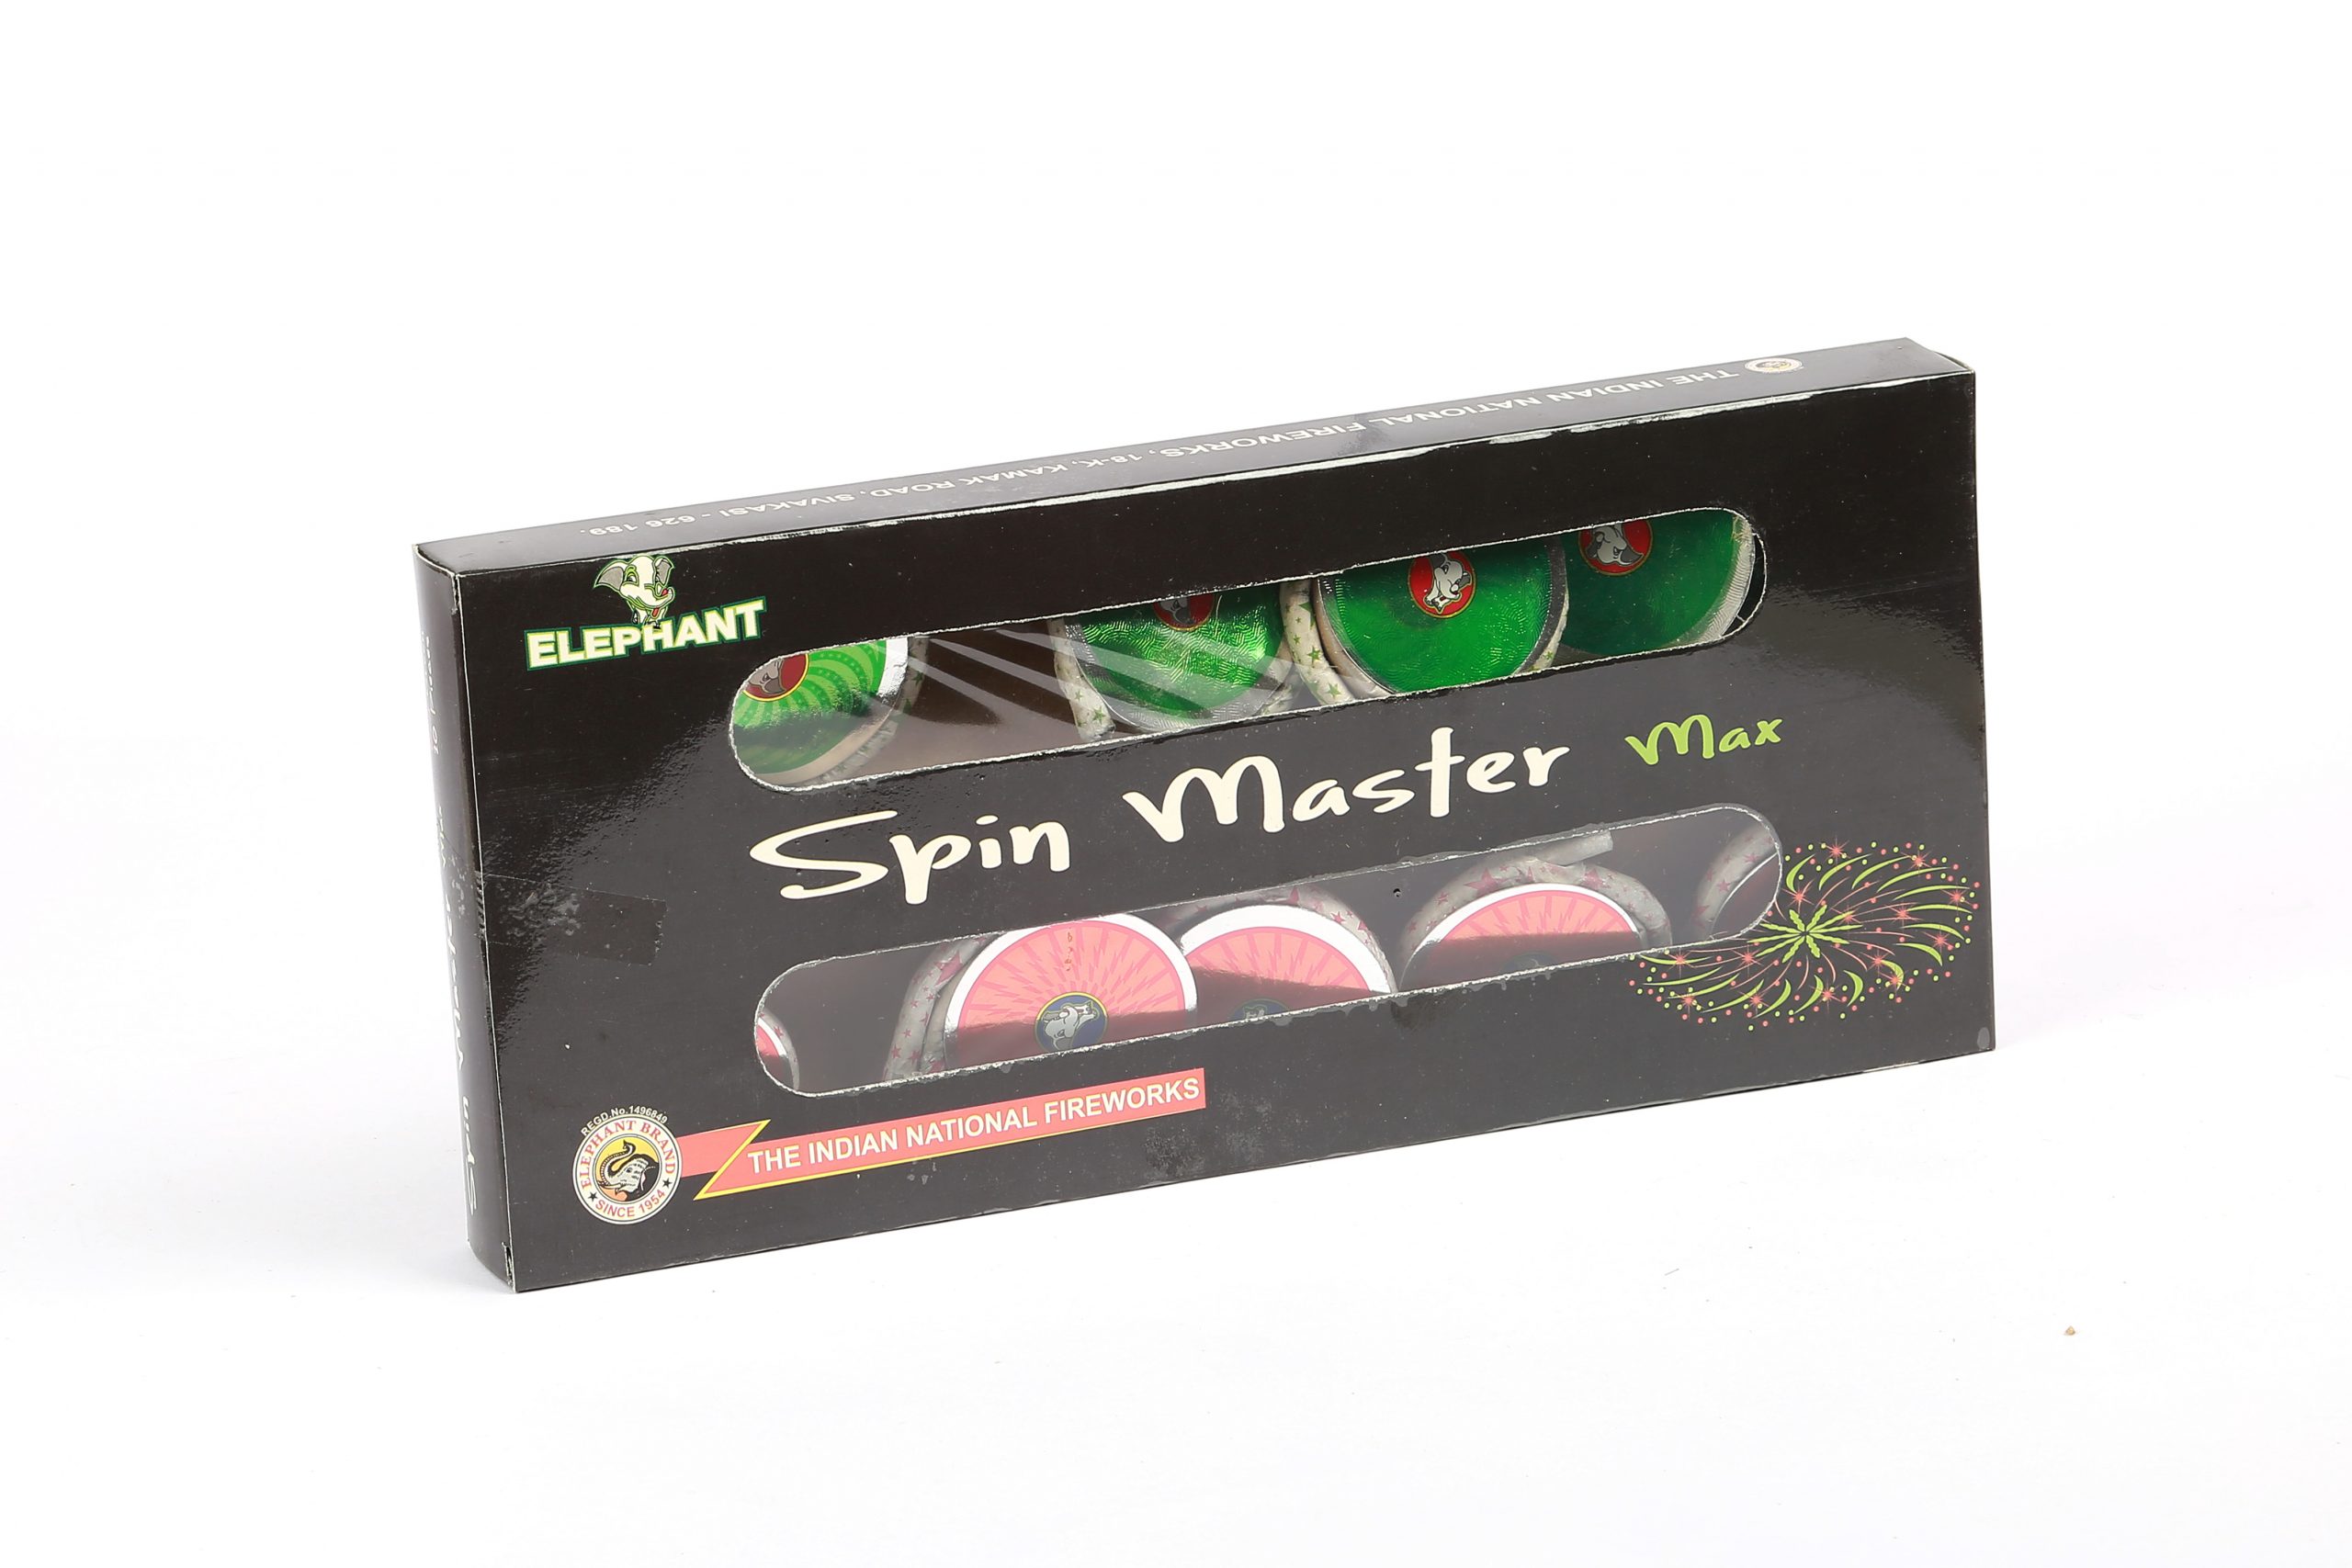 THE INDIAN NATIONAL FIREWORKS, 18-K, KAMAK ROAD, SIVAKASI - 626 189.
ELEPHANT
Spin Master Max
REGD.No.1496849
ELEPHANT BRAND
SINCE 1954
THE INDIAN NATIONAL FIREWORKS